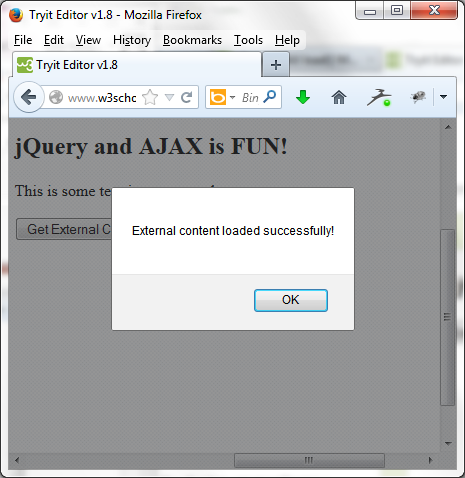 Tryit Editor v1.8 - Mozilla Firefox
File Edit View History Bookmarks Tools Help
Tryit Editor v1.8
www.w3scho Bin
jQuery and AJAX is FUN!
This is some te
External content loaded successfully!
Get External C
OK